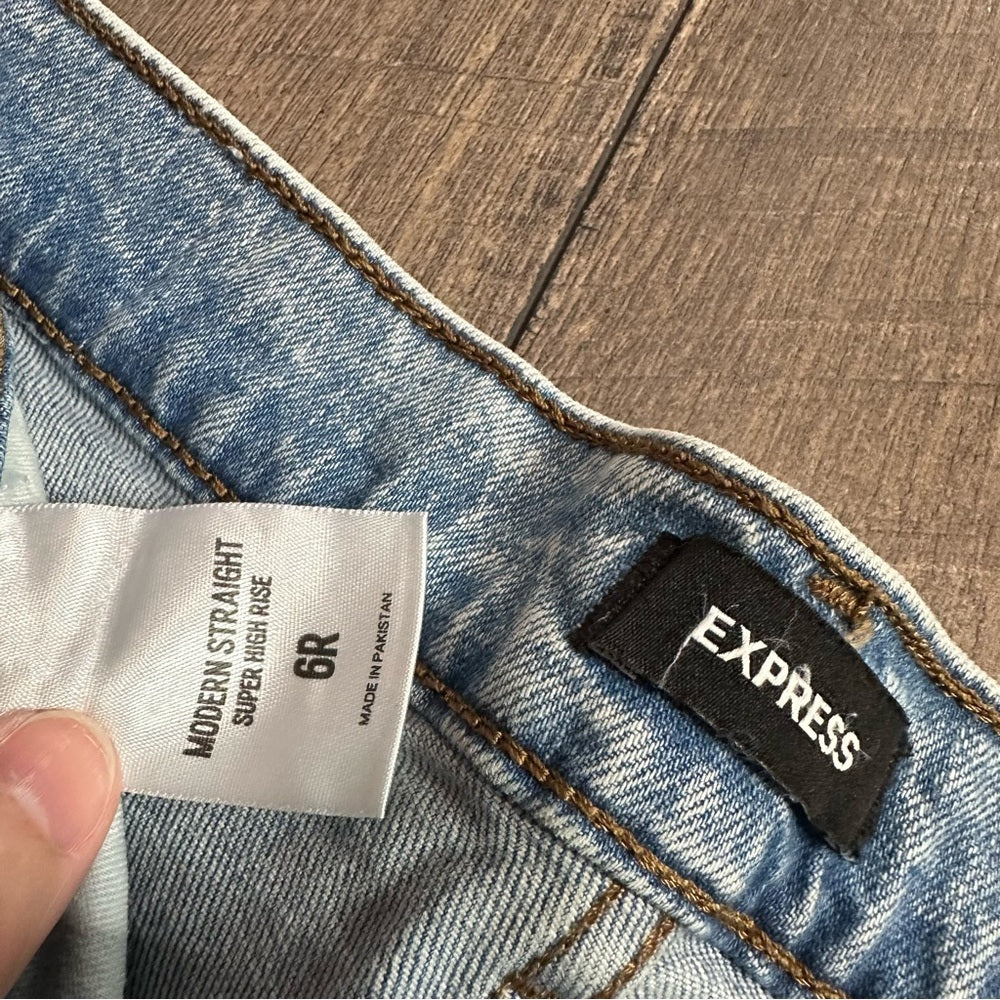 MODERN STRAIGHT
SUPER HIGH RISE
6R
MADE IN PAKISTAN
EXPRESS